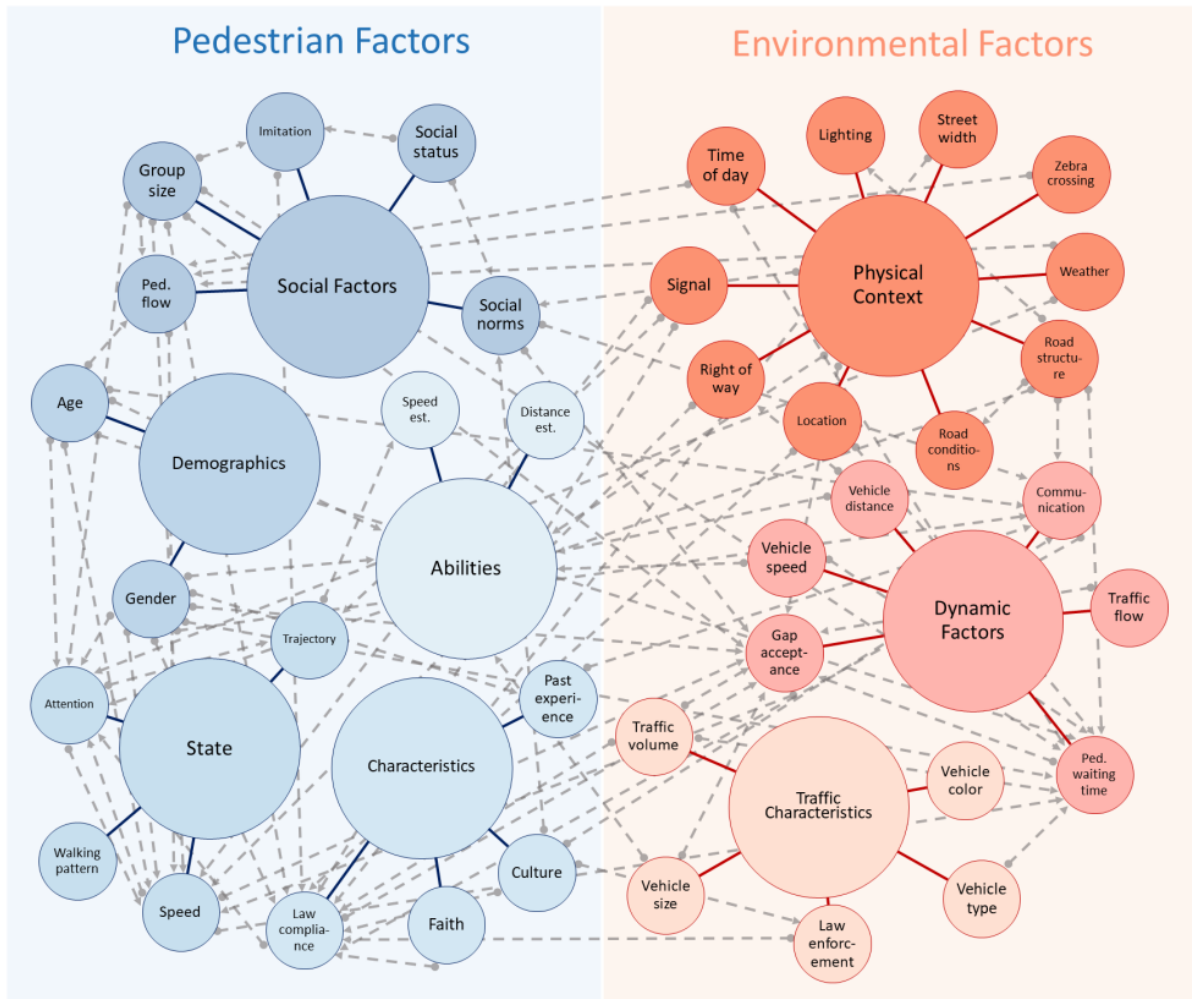 Pedestrian Factors
Environmental Factors
Imitation
Social
status
Group
size
Ped.
flow
Social Factors
Social
norms
Age
Demographics
Gender
Speed
est.
Distance
est.
Abilities
Trajectory
Attention
State
Walking
pattern
Speed
Past
experi-
ence
Characteristics
Culture
Law
complia-
nce
Faith
Time
of day
Lighting
Street
width
Zebra
crossing
Signal
Physical
Context
Weather
Right of
way
Location
Road
conditio-
ns
Road
structu-
re
Vehicle
distance
Commu-
nication
Vehicle
speed
Gap
accept-
ance
Dynamic
Factors
Traffic
flow
Ped.
waiting
time
Traffic
volume
Traffic
Characteristics
Vehicle
color
Vehicle
size
Law
enforc-
ement
Vehicle
type